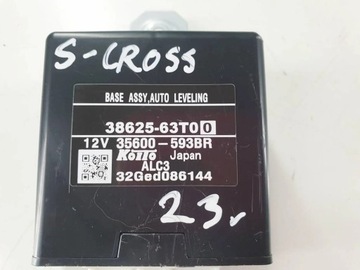 S-CROSS
BASE ASSY,AUTO LEVELING
38625-63T00
12V 35600-593BR
KOITO Japan
ALC3
32Ged086144
23r